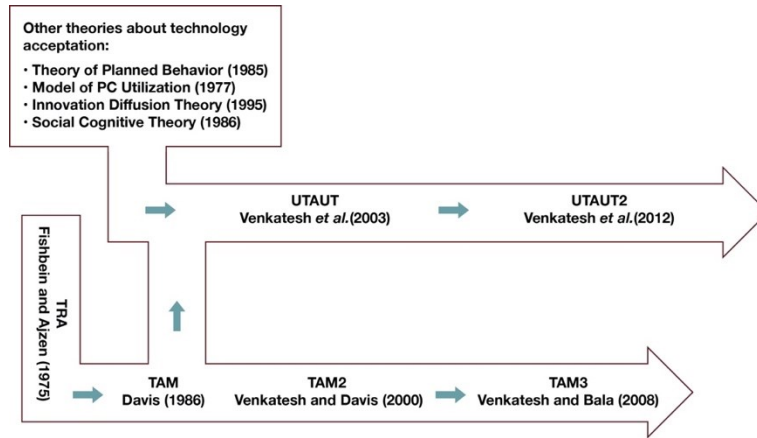 Other theories about technology
acceptation:
· Theory of Planned Behavior (1985)
· Model of PC Utilization (1977)
· Innovation Diffusion Theory (1995)
· Social Cognitive Theory (1986)
UTAUT
Venkatesh et al.(2003)
UTAUT2
Venkatesh et al.(2012)
TRA
Fishbein and Ajzen (1975)
TAM
Davis (1986)
TAM2
Venkatesh and Davis (2000)
TAM3
Venkatesh and Bala (2008)